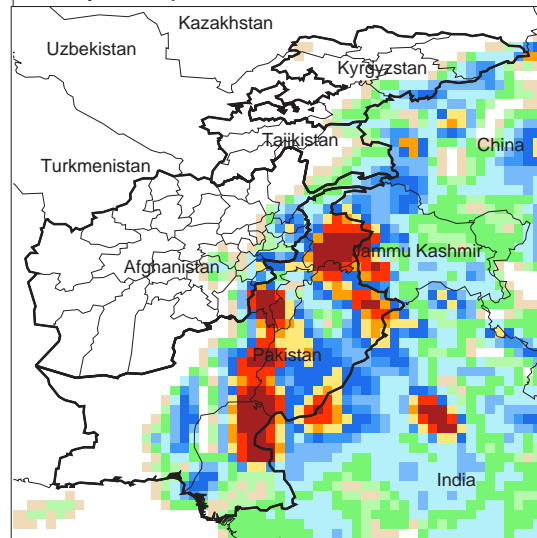 Kazakhstan
Uzbekistan
Kyrgyzstan
Tajikistan
China
Turkmenistan
Jammu Kashmir
Afghanistan
Pakistan
India